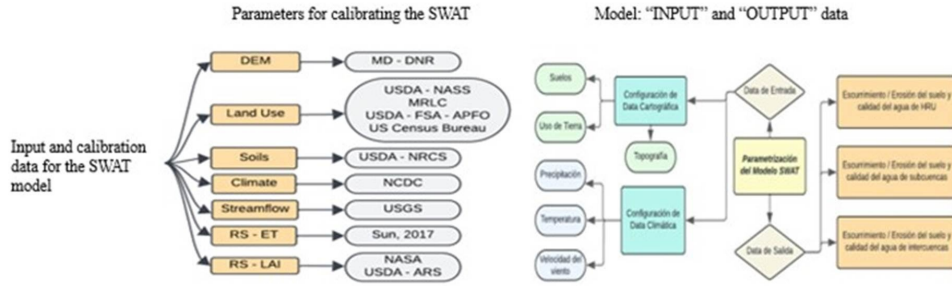 Parameters for calibrating the SWAT
Input and calibration
data for the SWAT
model
DEM
MD - DNR
Land Use
USDA - NASS
MRLC
USDA - FSA - APFO
US Census Bureau
Soils
USDA - NRCS
Climate
NCDC
Streamflow
USGS
RS - ET
Sun, 2017
RS - LAI
NASA
USDA - ARS
Model: “INPUT” and “OUTPUT” data
Suelos
Uso de Tierra
Topografía
Configuración de
Data Cartográfica
Data de Entrada
Precipitación
Temperatura
Velocidad del
viento
Configuración de
Data Climática
Parametrización
del Modelo SWAT
Data de Salida
Escurrimiento / Erosión del suelo y
calidad del agua de HRU
Escurrimiento / Erosión del suelo y
calidad del agua de subcuencas
Escurrimiento / Erosión del suelo y
calidad del agua de intercuencas